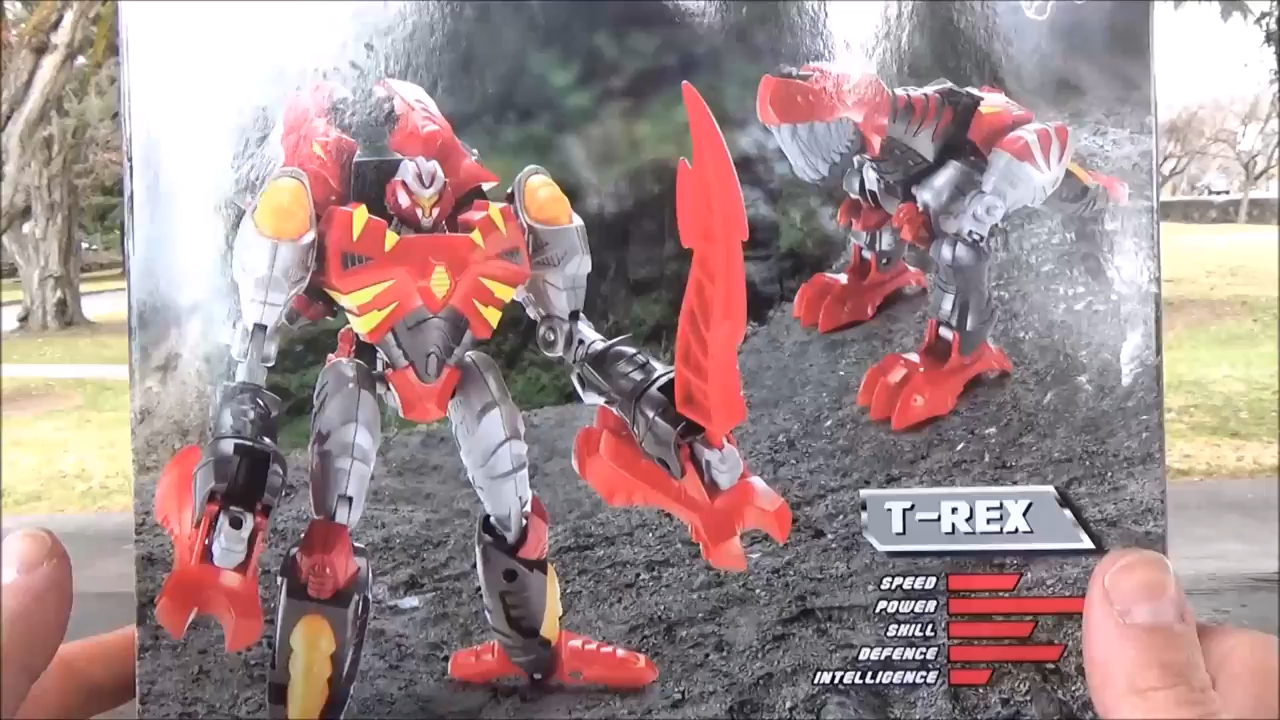 T-REX
SPEED
POWER
SKILL
DEFENCE
INTELLIGENCE